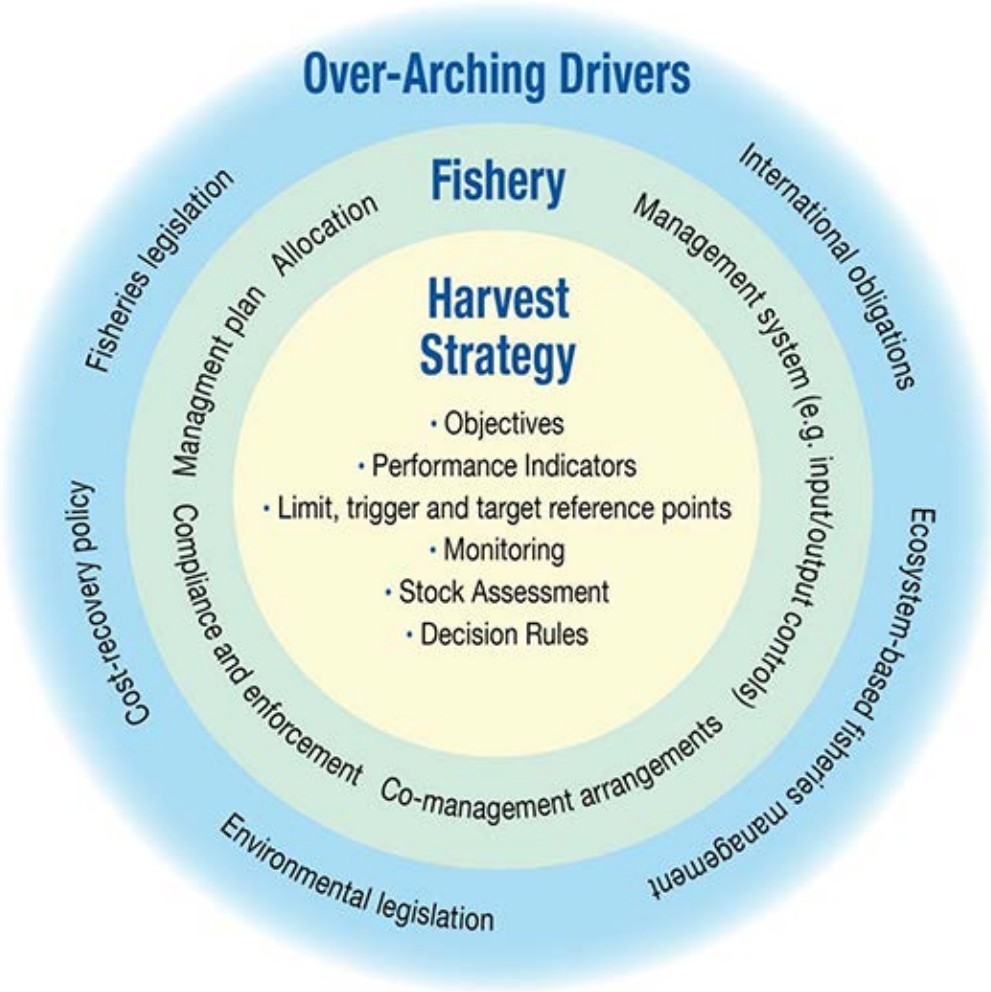 Over-Arching Drivers
Fisheries legislation
International obligations
Cost-recovery policy
Ecosystem-based fisheries management
Environmental legislation
Fishery
Allocation
Managment plan
Management system (e.g. input/output controls)
Compliance and enforcement
Co-management arrangements
Harvest
Strategy
· Objectives
· Performance Indicators
· Limit, trigger and target reference points
· Monitoring
· Stock Assessment
· Decision Rules